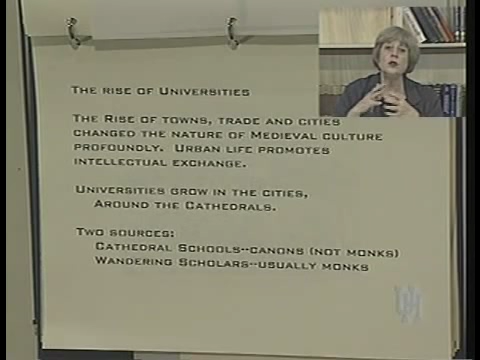 THE RISE OF UNIVERSITIES
THE RISE OF TOWNS, TRADE AND CITIES
CHANGED THE NATURE OF MEDIEVAL CULTURE
PROFOUNDLY. URBAN LIFE PROMOTES
INTELLECTUAL EXCHANGE.
UNIVERSITIES GROW IN THE CITIES,
AROUND THE CATHEDRALS.
TWO SOURCES:
CATHEDRAL SCHOOLS--CANONS (NOT MONKS)
WANDERING SCHOLARS--USUALLY MONKS
UH